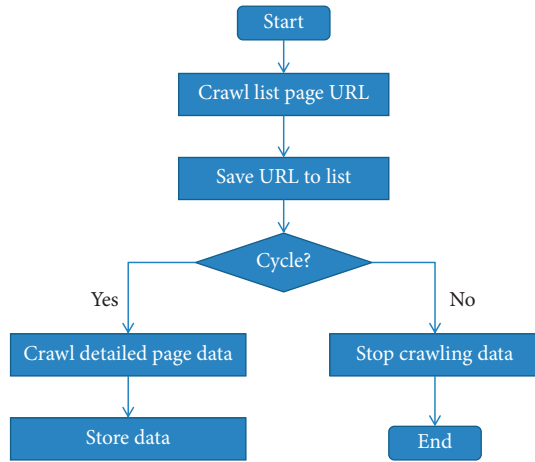 Start
Crawl list page URL
Save URL to list
Cycle?
Yes
No
Crawl detailed page data
Stop crawling data
Store data
End